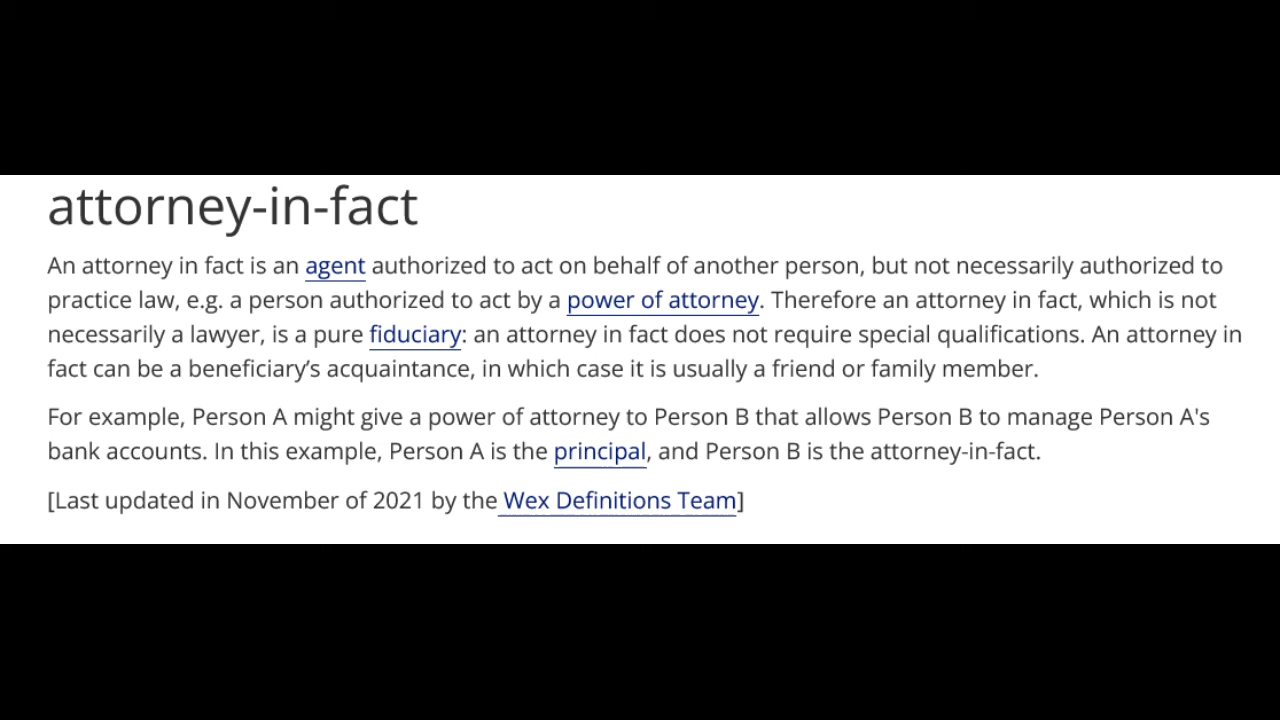 attorney-in-fact
An attorney in fact is an agent authorized to act on behalf of another person, but not necessarily authorized to
practice law, e.g. a person authorized to act by a power of attorney. Therefore an attorney in fact, which is not
necessarily a lawyer, is a pure fiduciary: an attorney in fact does not require special qualifications. An attorney in
fact can be a beneficiary’s acquaintance, in which case it is usually a friend or family member.
For example, Person A might give a power of attorney to Person B that allows Person B to manage Person A's
bank accounts. In this example, Person A is the principal, and Person B is the attorney-in-fact.
[Last updated in November of 2021 by the Wex Definitions Team]